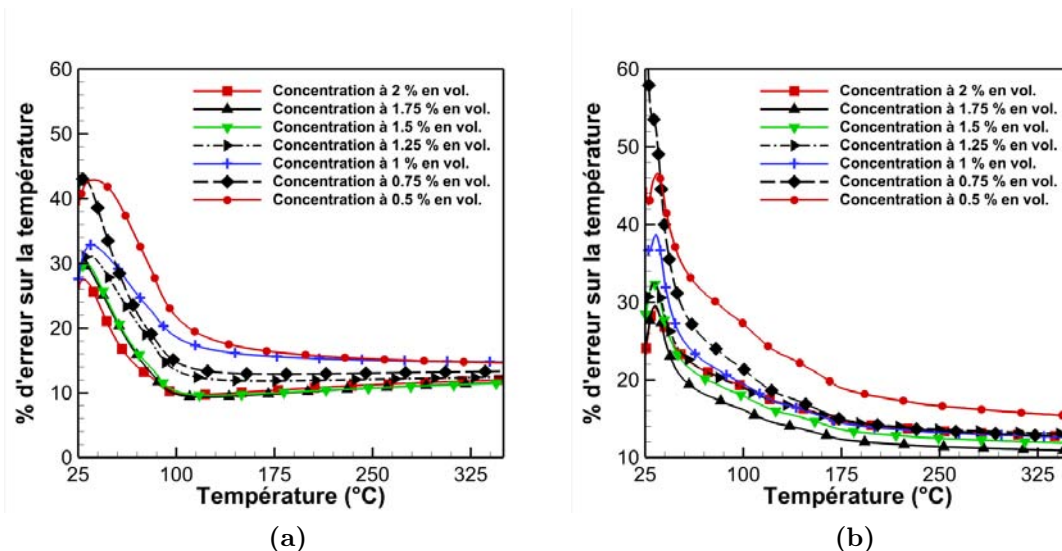 % d'erreur sur la température
60
50
40
30
20
10
0
Concentration à 2 % en vol.
Concentration à 1.75 % en vol.
Concentration à 1.5 % en vol.
Concentration à 1.25 % en vol.
Concentration à 1 % en vol.
Concentration à 0.75 % en vol.
Concentration à 0.5 % en vol.
25 100 175 250 325
Température (°C)
(a)
% d'erreur sur la température
60
50
40
30
20
10
Concentration à 2 % en vol.
Concentration à 1.75 % en vol.
Concentration à 1.5 % en vol.
Concentration à 1.25 % en vol.
Concentration à 1 % en vol.
Concentration à 0.75 % en vol.
Concentration à 0.5 % en vol.
25 100 175 250 325
Température (°C)
(b)